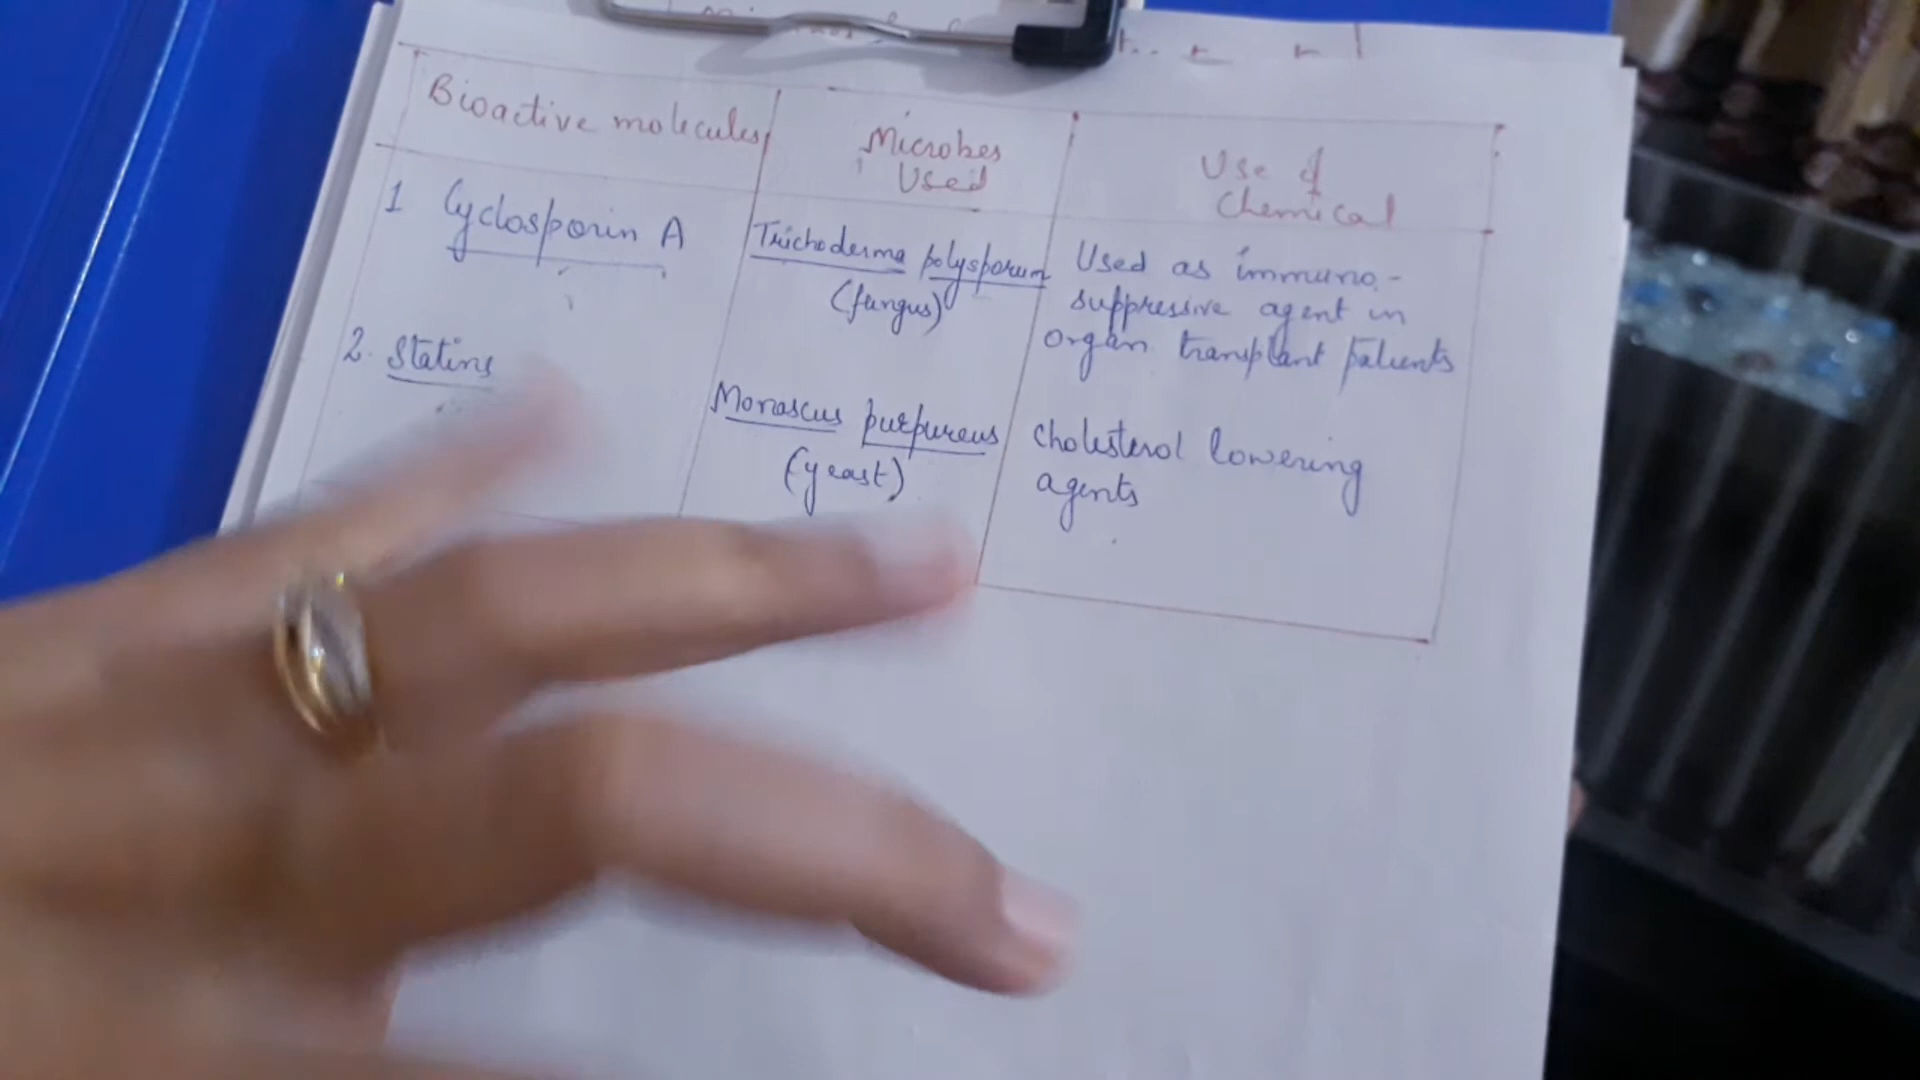 Bioactive molecules
Microbes
Used
Use of
Chemical
1 Cyclosporin A
Trichoderma polysporum
(fungus)
Used as immuno-
suppressive agent in
organ transplant patients
2. Statins
Monascus purpureus
(yeast)
cholesterol lowering
agents